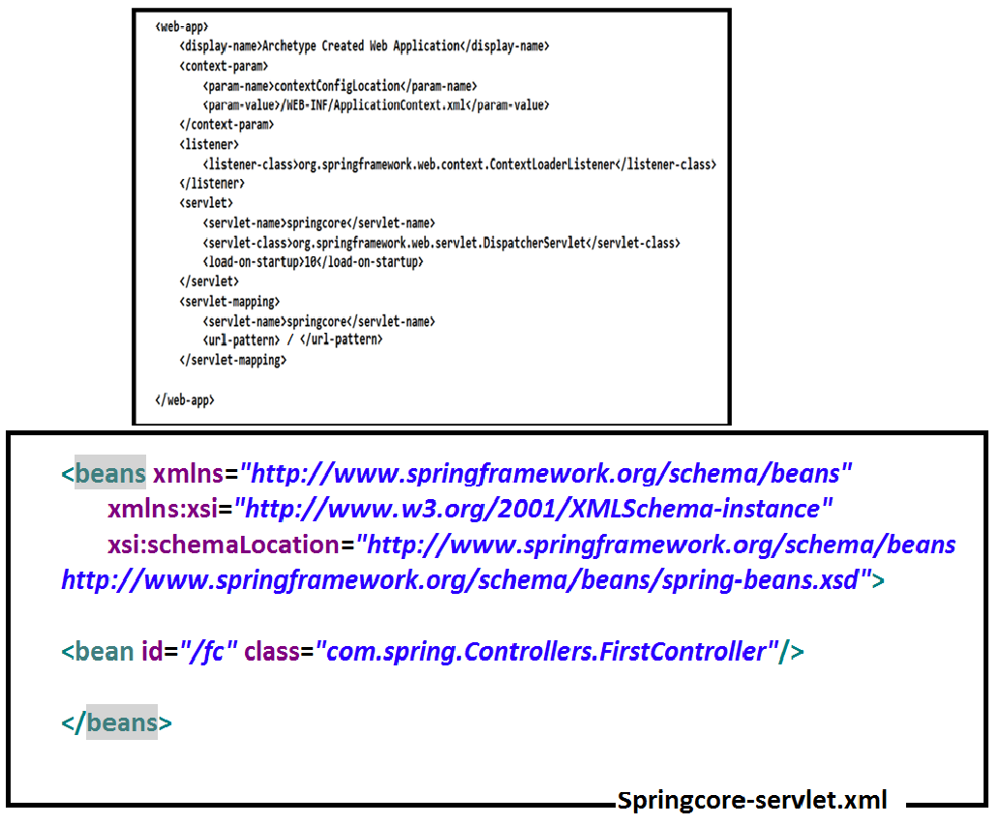 <web-app>
<display-name>Archetype Created Web Application</display-name>
<context-param>
<param-name>contextConfigLocation</param-name>
<param-value>/WEB-INF/ApplicationContext.xml</param-value>
</context-param>
<listener>
<listener-class>org.springframework.web.context.ContextLoaderListener</listener-class>
</listener>
<servlet>
<servlet-name>springcore</servlet-name>
<servlet-class>org.springframework.web.servlet.DispatcherServlet</servlet-class>
<load-on-startup>10</load-on-startup>
</servlet>
<servlet-mapping>
<servlet-name>springcore</servlet-name>
<url-pattern> / </url-pattern>
</servlet-mapping>
</web-app>
<beans xmlns="http://www.springframework.org/schema/beans"
xmlns:xsi="http://www.w3.org/2001/XMLSchema-instance"
xsi:schemaLocation="http://www.springframework.org/schema/beans
http://www.springframework.org/schema/beans/spring-beans.xsd">
<bean id="/fc" class="com.spring.Controllers.FirstController"/>
</beans>
Springcore-servlet.xml